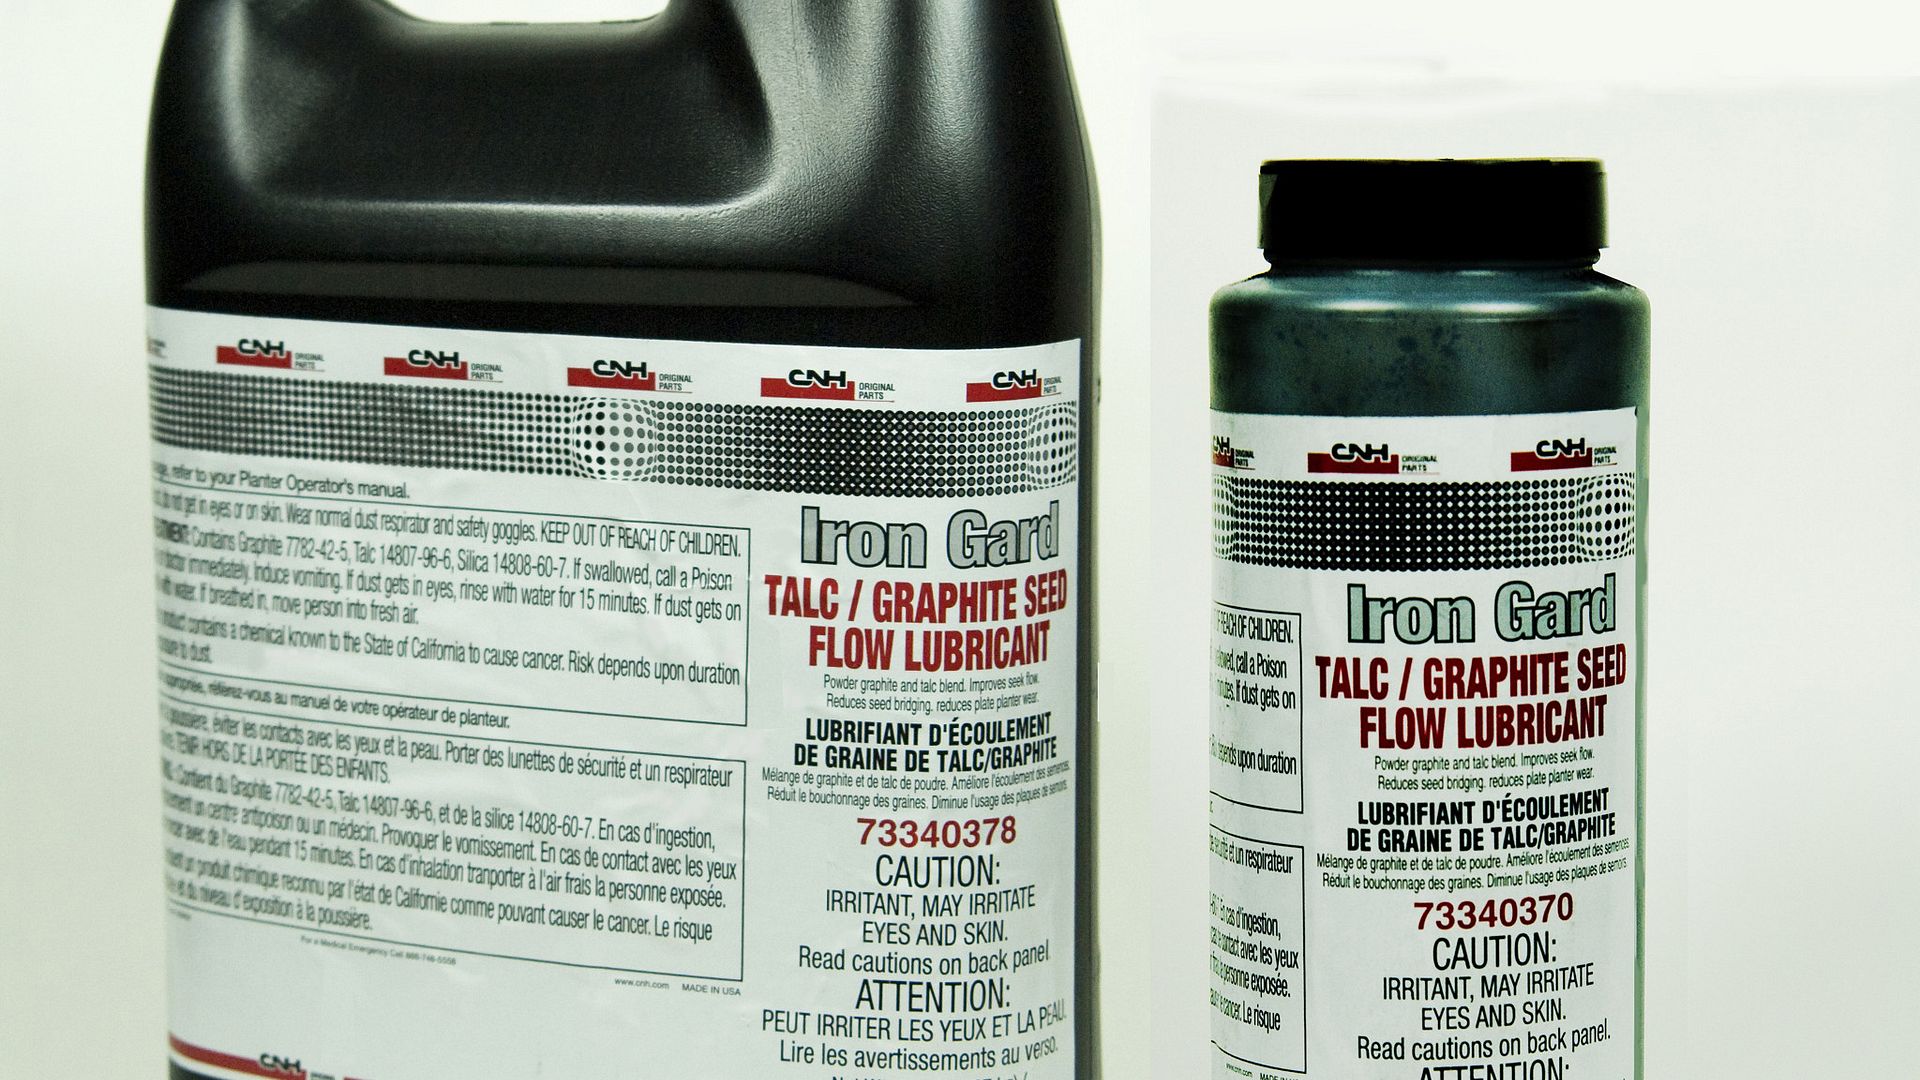 CNH ORIGINAL PARTS
CNH ORIGINAL PARTS
CNH ORIGINAL PARTS
CNH ORIGINAL PARTS
CNH ORIGINAL PARTS
refer to your Planter Operator's manual.
do not get in eyes or on skin. Wear normal dust respirator and safety goggles. KEEP OUT OF REACH OF CHILDREN.
Contains Graphite 7782-42-5, Talc 14807-96-6, Silica 14808-60-7. If swallowed, call a Poison
immediately. Induce vomiting. If dust gets in eyes, rinse with water for 15 minutes. If dust gets on
with water. If breathed in, move person into fresh air.
contains a chemical known to the State of California to cause cancer. Risk depends upon duration
to dust.
référez-vous au manuel de votre opérateur de planteur.
éviter les contacts avec les yeux et la peau. Porter des lunettes de sécurité et un respirateur
TENIR HORS DE LA PORTÉE DES ENFANTS.
Contient du Graphite 7782-42-5, Talc 14807-96-6, et de la silice 14808-60-7. En cas d'ingestion,
un centre antipoison ou un médecin. Provoquer le vomissement. En cas de contact avec les yeux
avec de l'eau pendant 15 minutes. En cas d'inhalation tranporter à l'air frais la personne exposée.
un produit chimique reconnu par l'état de Californie comme pouvant causer le cancer. Le risque
et du niveau d'exposition à la poussière.
For a Medical Emergency Call
www.cnh.com MADE IN USA
CNH
Iron Gard
TALC / GRAPHITE SEED
FLOW LUBRICANT
Powder graphite and talc blend. Improves seek flow.
Reduces seed bridging. reduces plate planter wear.
LUBRIFIANT D'ÉCOULEMENT
DE GRAINE DE TALC/GRAPHITE
Mélange de graphite et de talc de poudre. Améliore l'écoulement des semences.
Réduit le bouchonnage des graines. Diminue l'usage des plaques de semoirs.
73340378
CAUTION:
IRRITANT, MAY IRRITATE
EYES AND SKIN.
Read cautions on back panel.
ATTENTION:
PEUT IRRITER LES YEUX ET LA PEAU.
Lire les avertissements au verso.
CNH ORIGINAL PARTS
CNH ORIGINAL PARTS
CNH ORIGINAL PARTS
REACH OF CHILDREN.
call a Poison
If dust gets on
upon duration
et un respirateur
d'ingestion,
contact avec les yeux
personne exposée.
cancer. Le risque
www.cnh.com
Iron Gard
TALC / GRAPHITE SEED
FLOW LUBRICANT
Powder graphite and talc blend. Improves seek flow.
Reduces seed bridging. reduces plate planter wear.
LUBRIFIANT D'ÉCOULEMENT
DE GRAINE DE TALC/GRAPHITE
Mélange de graphite et de talc de poudre. Améliore l'écoulement des semences.
Réduit le bouchonnage des graines. Diminue l'usage des plaques de semoirs.
73340370
CAUTION:
IRRITANT, MAY IRRITATE
EYES AND SKIN.
Read cautions on back panel.
ATTENTION: